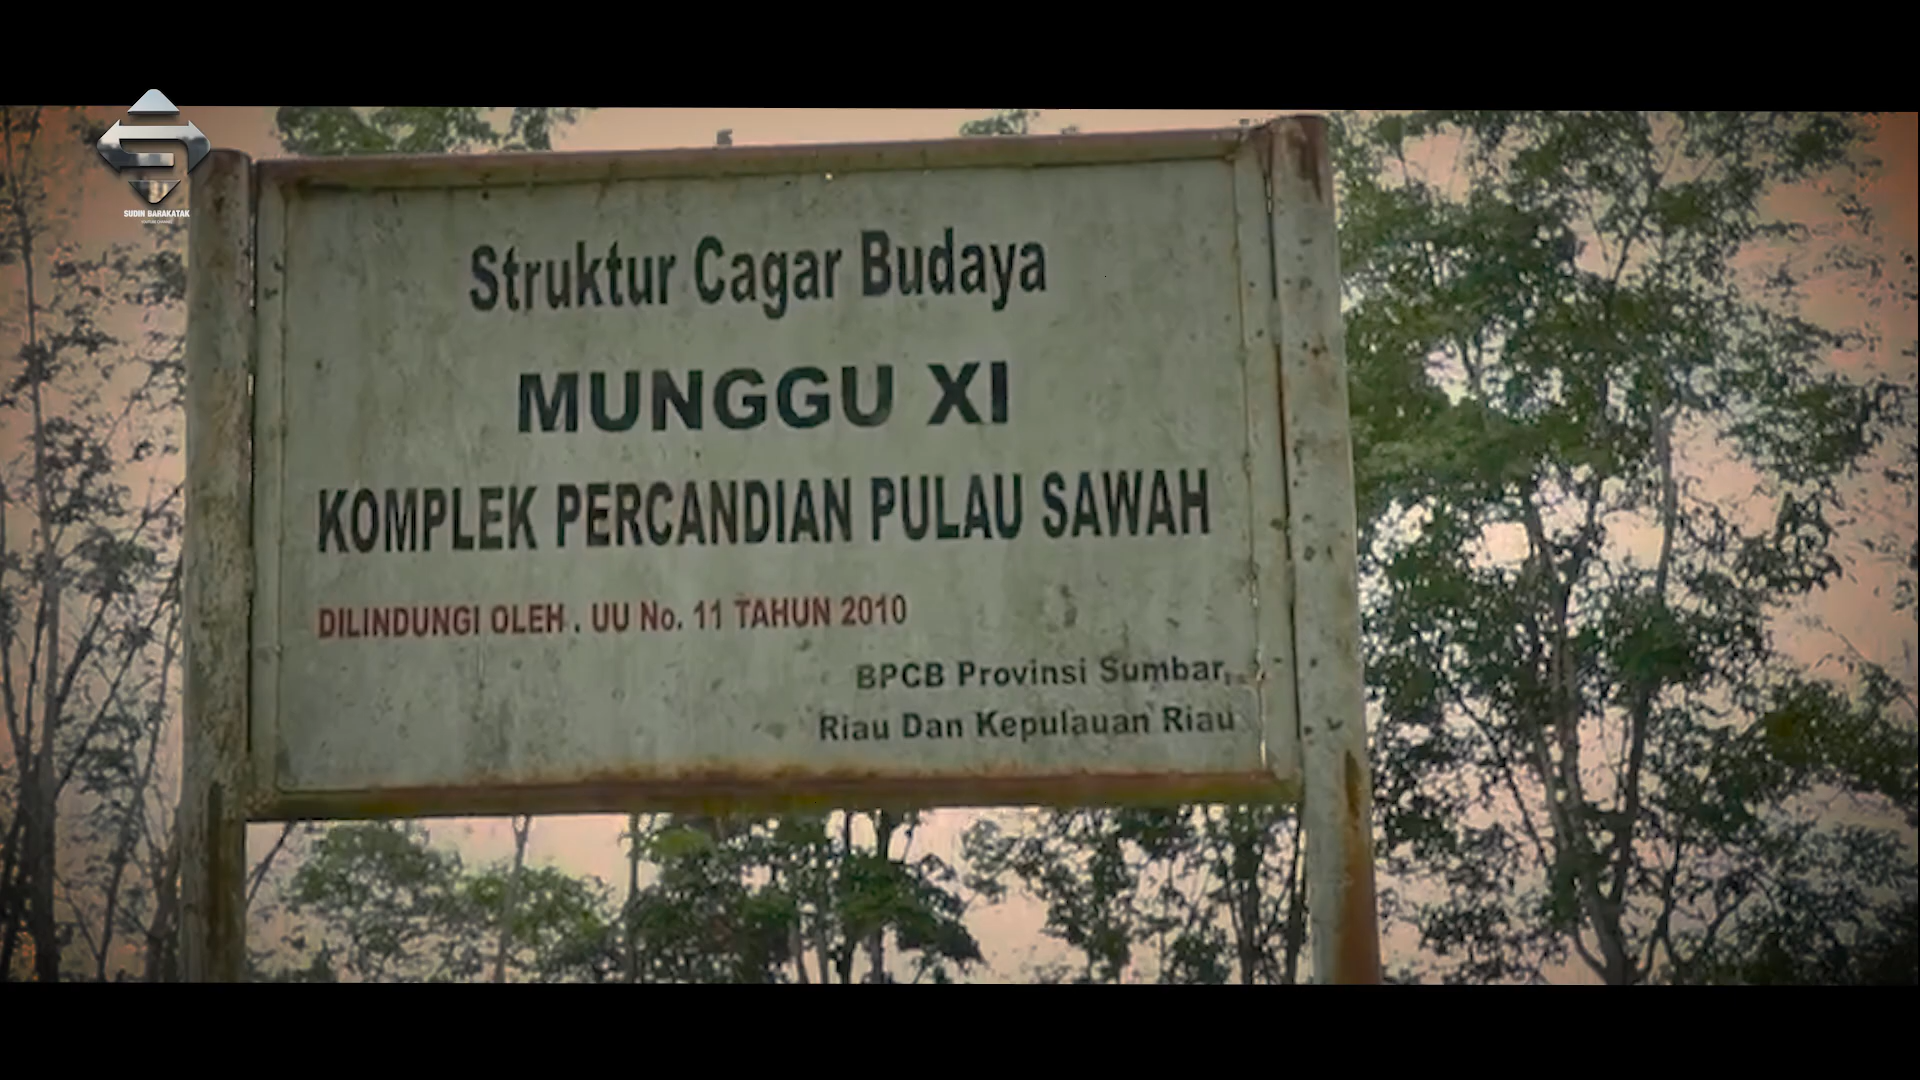 SUDIN BARAKATAK
Struktur Cagar Budaya
MUNGGU XI
KOMPLEK PERCANDIAN PULAU SAWAH
DILINDUNGI OLEH . UU No. 11 TAHUN 2010
BPCB Provinsi Sumbar,
Riau Dan Kepulauan Riau